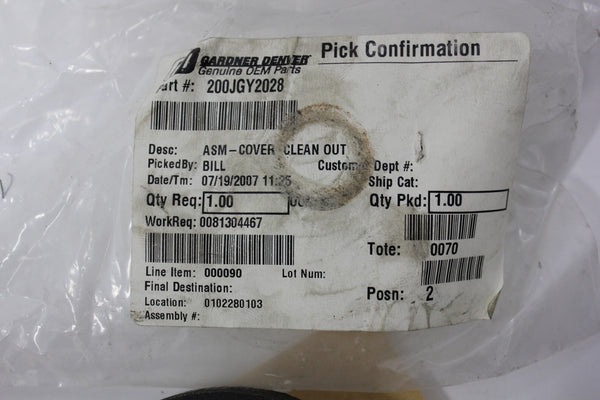 GARDNER DENVER Pick Confirmation
Genuine OEM Parts
Part #: 200JGY2028
Desc: ASM-COVER CLEAN OUT
PickedBy: BILL Custom Dept #:
Date/Tm: 07/19/2007 11:25 Ship Cat:
Qty Req: 1.00 Qty Pkd: 1.00
WorkReq: 0081304467
Tote: 0070
Line Item: 000090 Lot Num:
Final Destination:
Posn: 2
Location: 0102280103
Assembly #: